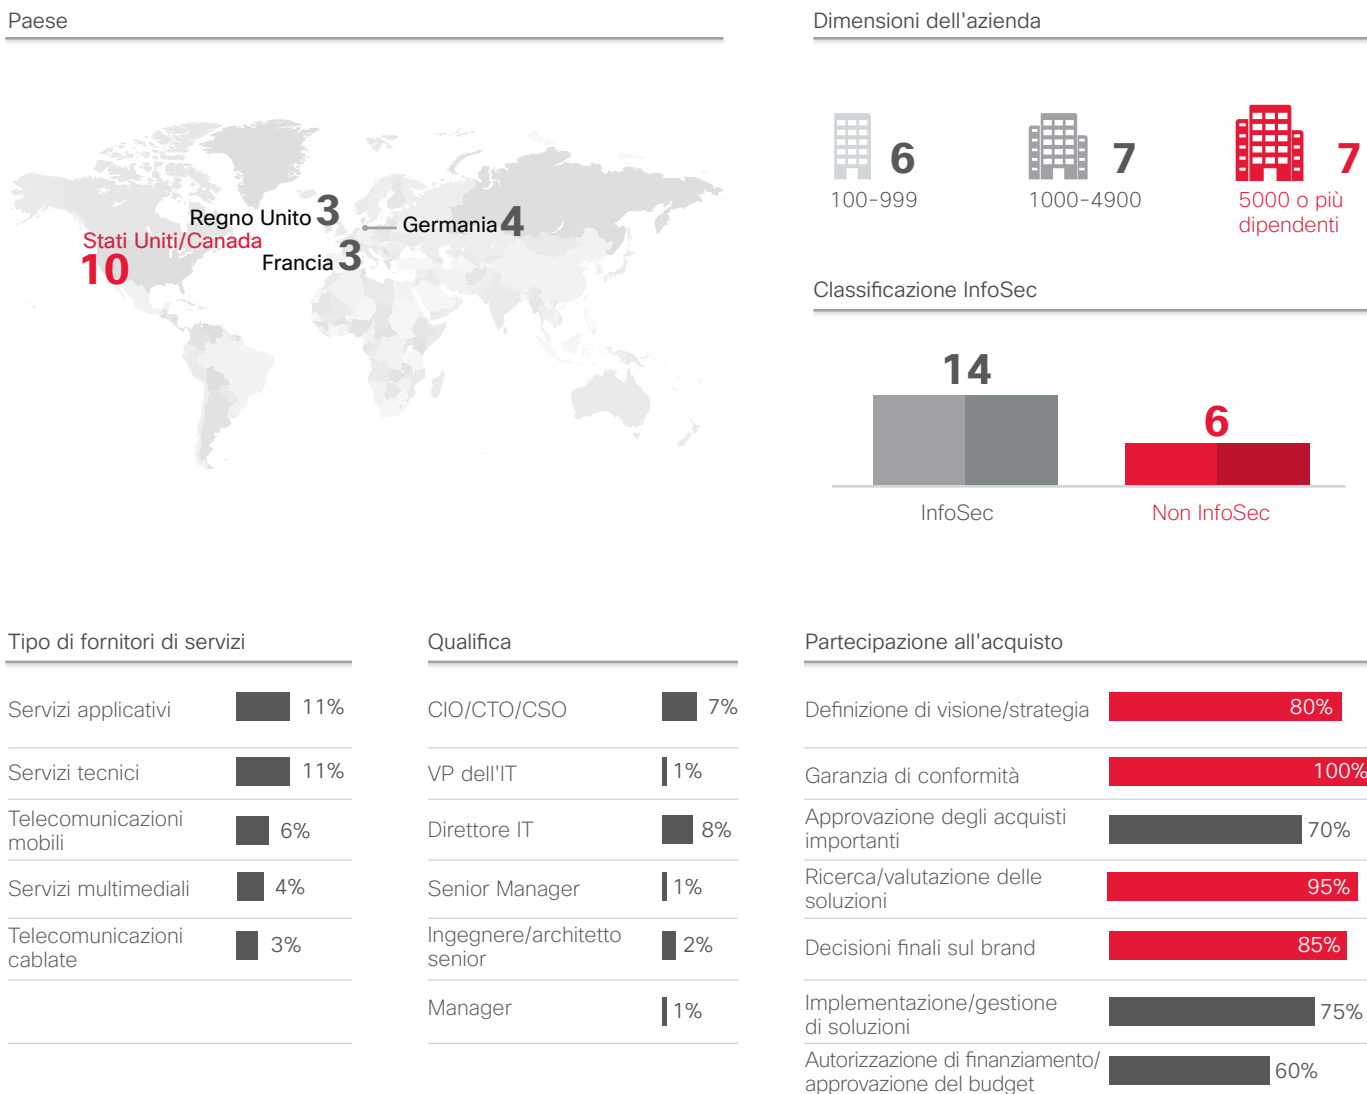 Paese
Regno Unito 3
Stati Uniti/Canada
10
Germania 4
Francia 3
Dimensioni dell'azienda
6
100-999
7
1000-4900
7
5000 o più
dipendenti
Classificazione InfoSec
14
6
InfoSec
Non InfoSec
Tipo di fornitori di servizi
Servizi applicativi 11%
Servizi tecnici 11%
Telecomunicazioni
mobili 6%
Servizi multimediali 4%
Telecomunicazioni
cablate 3%
Qualifica
CIO/CTO/CSO 7%
VP dell'IT 1%
Direttore IT 8%
Senior Manager 1%
Ingegnere/architetto
senior 2%
Manager 1%
Partecipazione all'acquisto
Definizione di visione/strategia 80%
Garanzia di conformità 100%
Approvazione degli acquisti
importanti 70%
Ricerca/valutazione delle
soluzioni 95%
Decisioni finali sul brand 85%
Implementazione/gestione
di soluzioni 75%
Autorizzazione di finanziamento/
approvazione del budget 60%